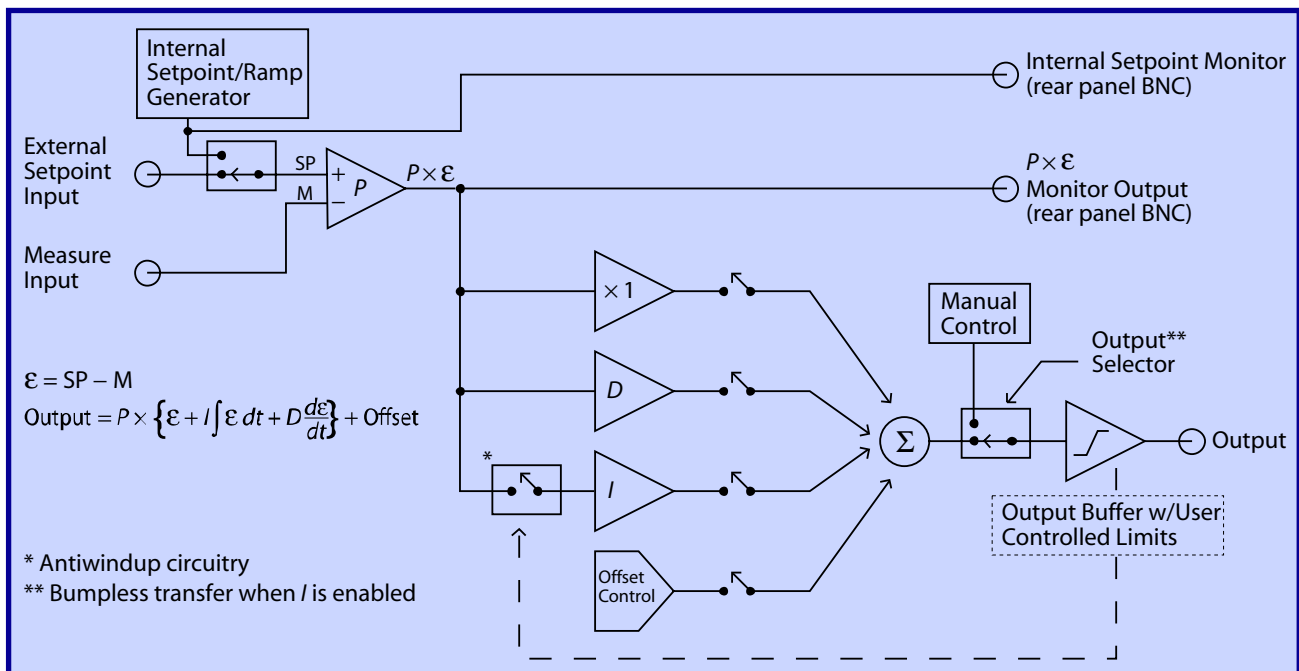 Internal
Setpoint/Ramp
Generator
Internal Setpoint Monitor
(rear panel BNC)
External
Setpoint
Input
SP
+
P
M
−
P × ε
P × ε
Monitor Output
(rear panel BNC)
Measure
Input
× 1
Manual
Control
Output**
Selector
ε = SP – M
Output = P × {ε + I∫ε dt + D dε/dt} + Offset
D
Σ
Output
*
I
Output Buffer w/User
Controlled Limits
* Antiwindup circuitry
** Bumpless transfer when I is enabled
Offset
Control